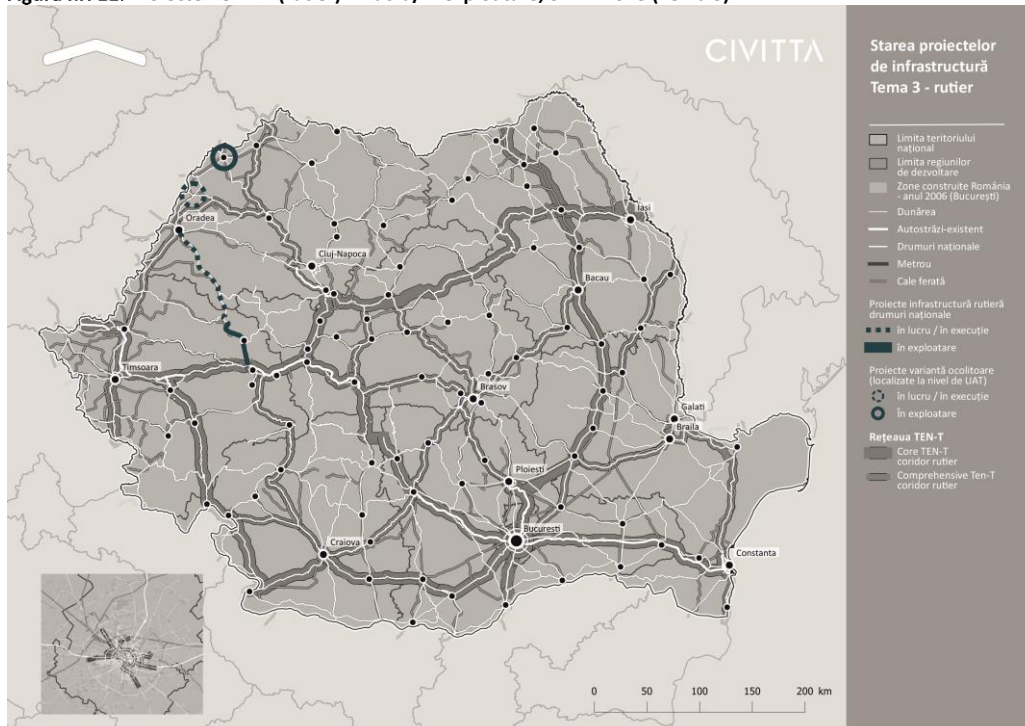 CIVITTA
Starea proiectelor
de infrastructură
Tema 3 - rutier
Limita teritoriului
național
Limita regiunilor
de dezvoltare
Zone construite România
- anul 2006 (București)
Dunărea
Autostrăzi-existent
Drumuri naționale
Metrou
Cale ferată
Proiecte infrastructură rutieră
drumuri naționale
în lucru / în execuție
în exploatare
Proiecte variantă ocolitoare
(localizate la nivel de UAT)
în lucru / în execuție
În exploatare
Rețeaua TEN-T
Core TEN-T
coridor rutier
Comprehensive Ten-T
coridor rutier
Oradea
Iasi
Cluj-Napoca
Bacau
Timisoara
Brasov
Galati
Braila
Ploiești
Bucuresti
Craiova
Constanta
0 50 100 150 200 km